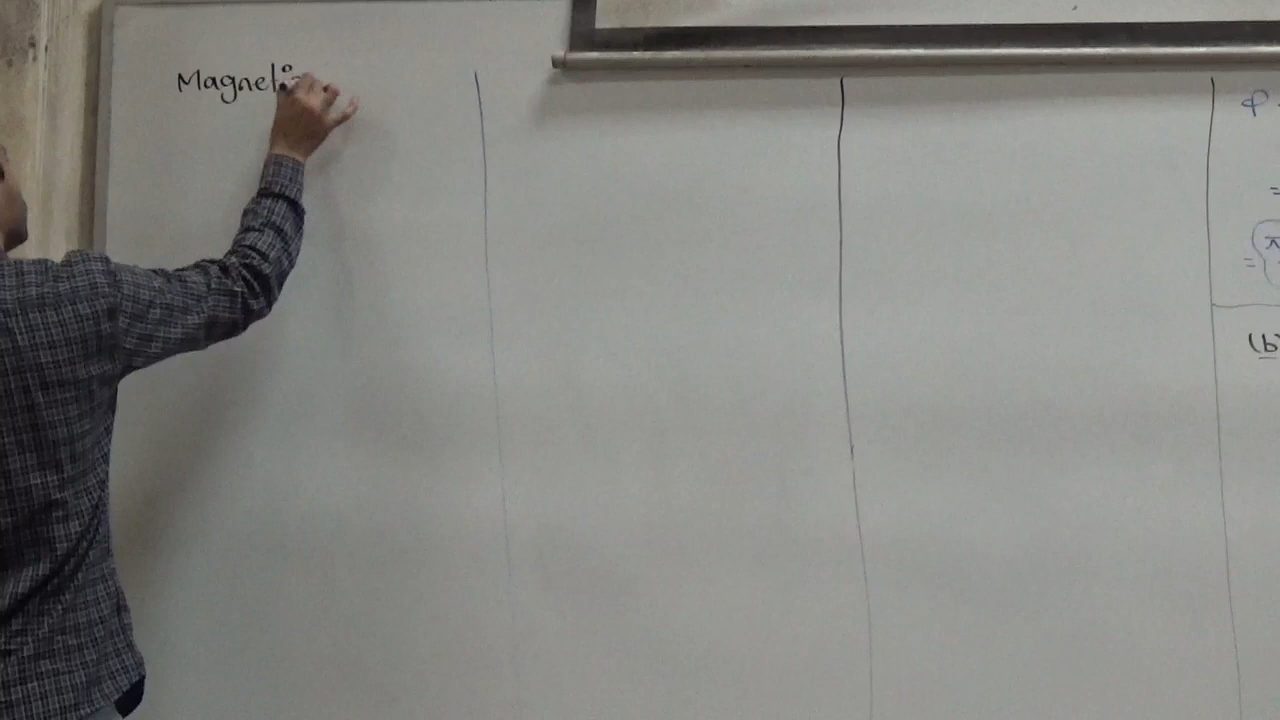 Magneti
φ
=
= π
(b)